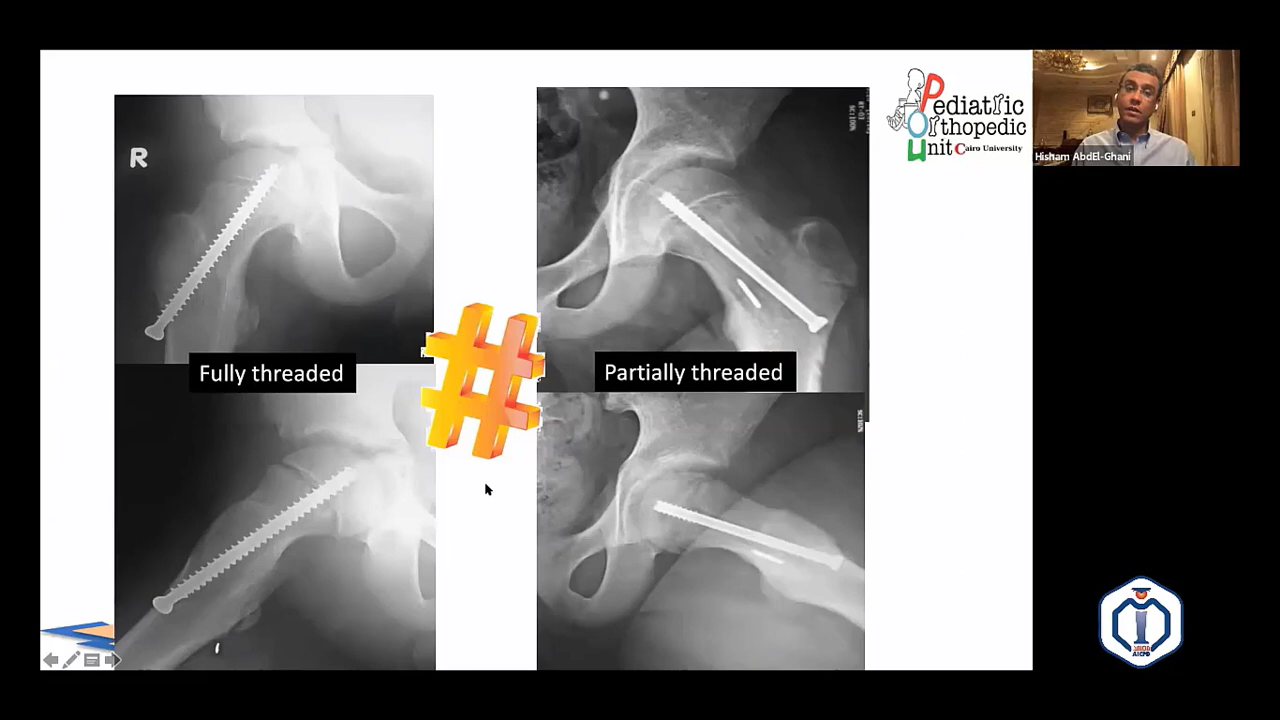 R
Fully threaded
Partially threaded
Pediatric
Orthopedic
Unit Cairo University
Hisham AbdEl-Ghani